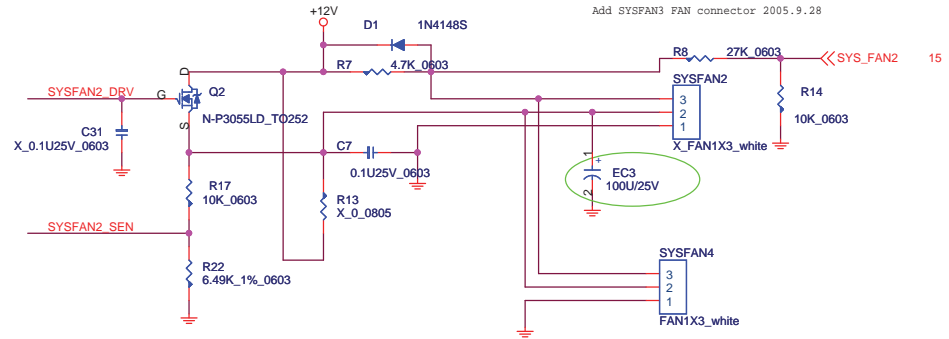 Add SYSFAN3 FAN connector 2005.9.28
+12V
D1
1N4148S
R7
4.7K_0603
R8
27K_0603
SYS_FAN2
15
SYSFAN2
3
2
1
X_FAN1X3_white
R14
10K_0603
SYSFAN2_DRV
G
D
S
Q2
N-P3055LD_TO252
C31
X_0.1U25V_0603
C7
0.1U25V_0603
R17
10K_0603
R13
X_0_0805
1
+
2
EC3
100U/25V
SYSFAN2_SEN
R22
6.49K_1%_0603
SYSFAN4
3
2
1
FAN1X3_white